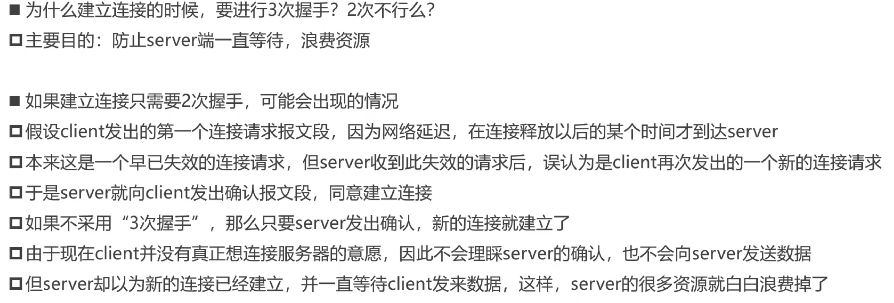 ■ 为什么建立连接的时候，要进行3次握手？2次不行么？
□ 主要目的：防止server端一直等待，浪费资源
■ 如果建立连接只需要2次握手，可能会出现的情况
□ 假设client发出的第一个连接请求报文段，因为网络延迟，在连接释放以后的某个时间才到达server
□ 本来这是一个早已失效的连接请求，但server收到此失效的请求后，误认为是client再次发出的一个新的连接请求
□ 于是server就向client发出确认报文段，同意建立连接
□ 如果不采用“3次握手”，那么只要server发出确认，新的连接就建立了
□ 由于现在client并没有真正想连接服务器的意愿，因此不会理睬server的确认，也不会向server发送数据
□ 但server却以为新的连接已经建立，并一直等待client发来数据，这样，server的很多资源就白白浪费掉了